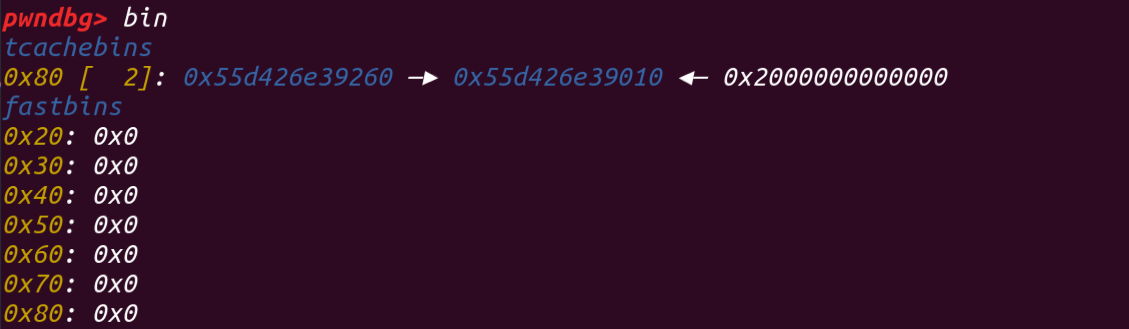 pwndbg> bin
tcachebins
0x80 [  2]: 0x55d426e39260 —▸ 0x55d426e39010 ◂— 0x2000000000000
fastbins
0x20: 0x0
0x30: 0x0
0x40: 0x0
0x50: 0x0
0x60: 0x0
0x70: 0x0
0x80: 0x0